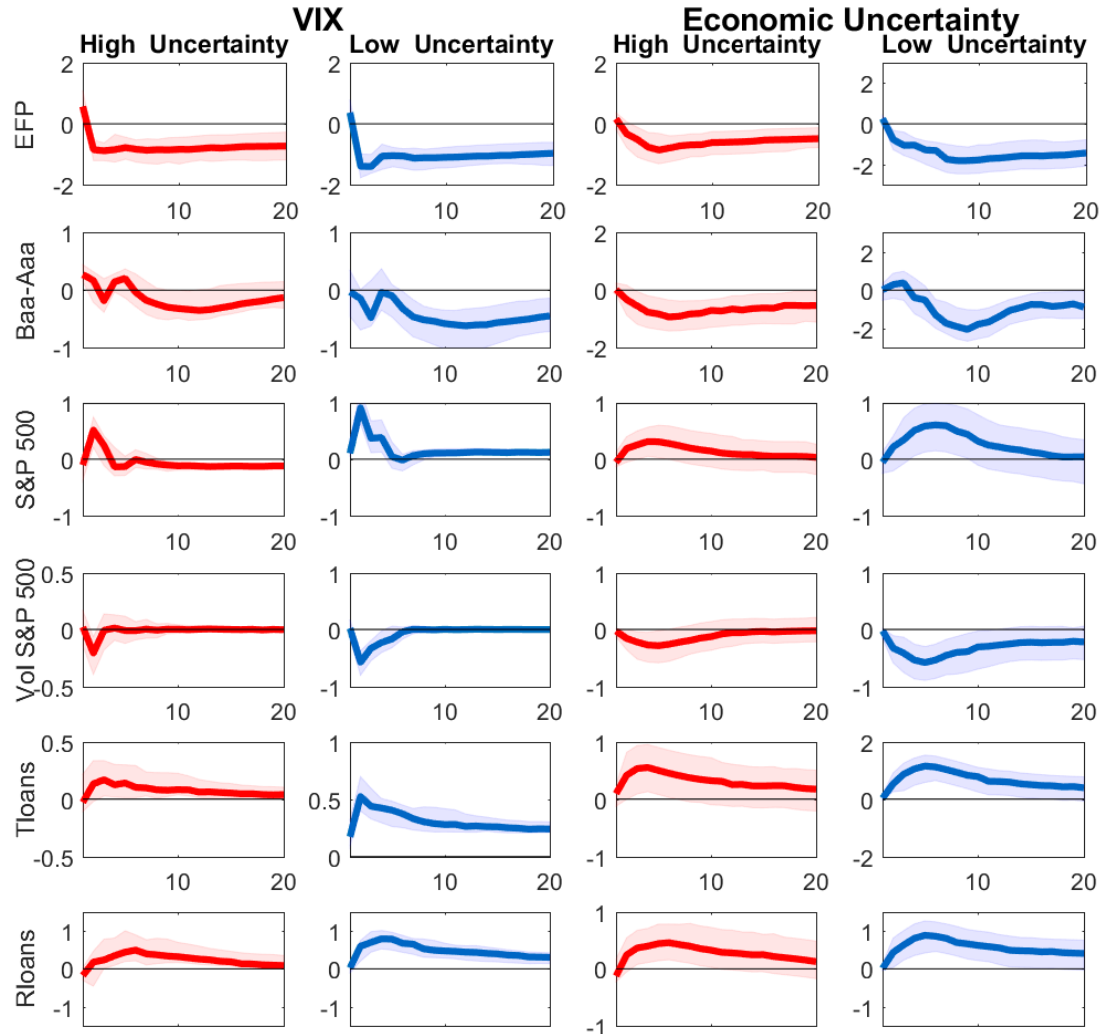 VIX Economic Uncertainty
High Uncertainty Low Uncertainty High Uncertainty Low Uncertainty
EFP
2 2 2 2
0 0 0 0
-2 -2 -2 -2
10 20 10 20 10 20 10 20
Baa-Aaa
1 1 2 2
0 0 0 0
-1 -1 -2 -2
10 20 10 20 10 20 10 20
S&P 500
1 1 1 1
0 0 0 0
-1 -1 -1 -1
10 20 10 20 10 20 10 20
Vol S&P 500
0.5 1 1 1
0 0 0 0
-0.5 -1 -1 -1
10 20 10 20 10 20 10 20
Tloans
0.5 1 1 2
0 0.5 0 0
-0.5 0 -1 -2
10 20 10 20 10 20 10 20
Rloans
1 1 1 1
0 0 0 0
-1 -1 -1 -1